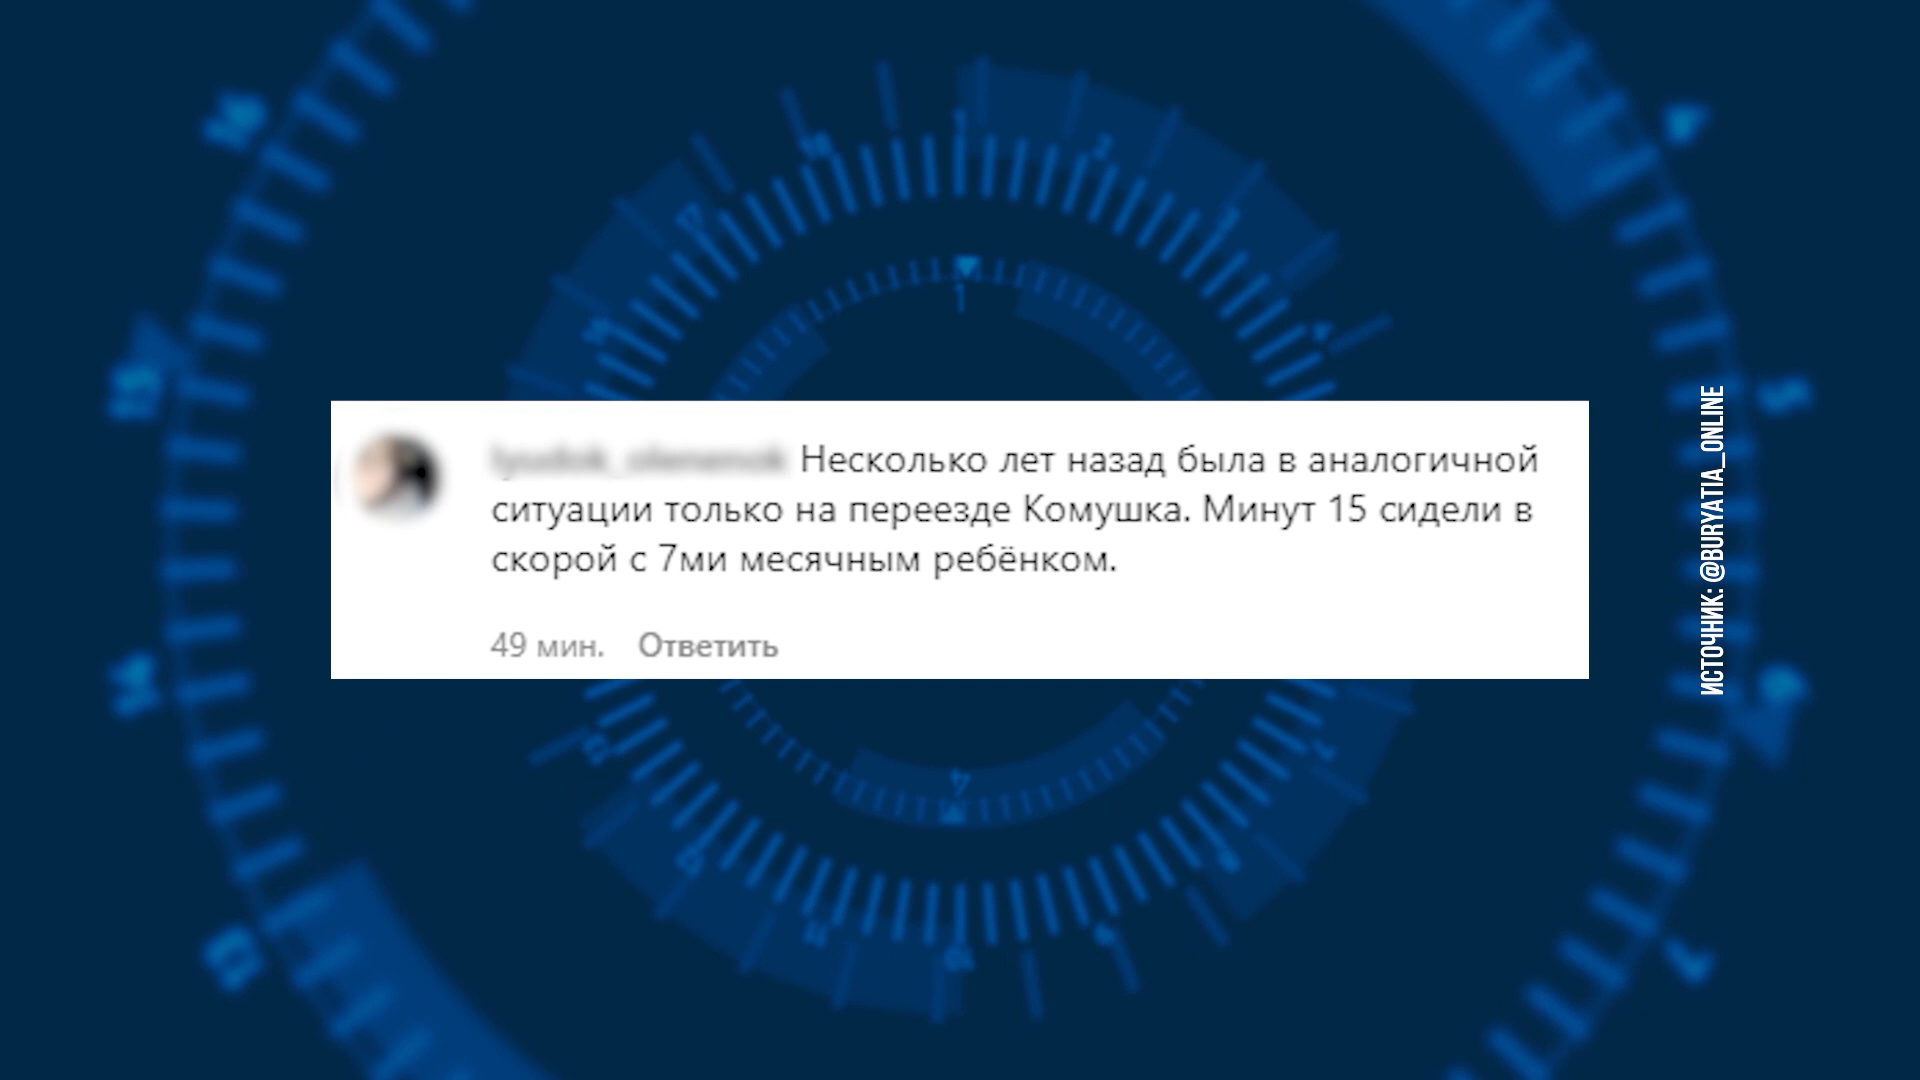 Несколько лет назад была в аналогичной
ситуации только на переезде Комушка. Минут 15 сидели в
скорой с 7ми месячным ребёнком.
49 мин. Ответить
ИСТОЧНИК: @BURYATIA_ONLINE